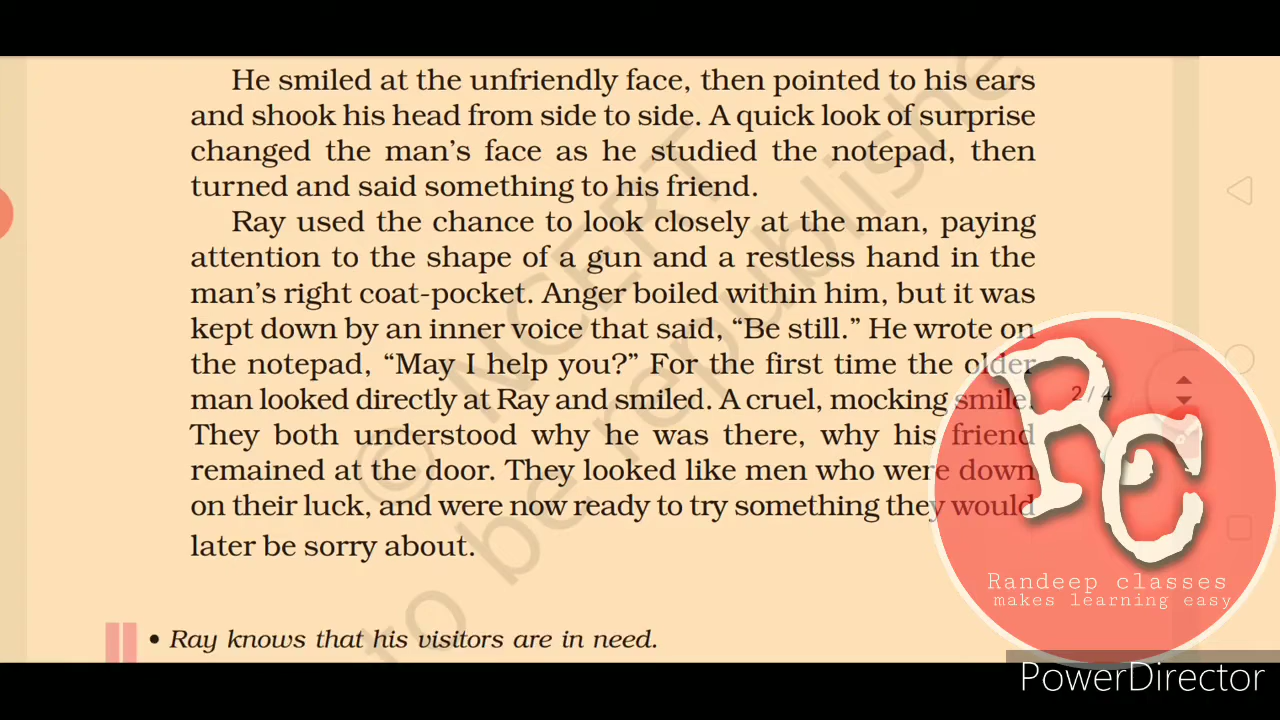 He smiled at the unfriendly face, then pointed to his ears
and shook his head from side to side. A quick look of surprise
changed the man's face as he studied the notepad, then
turned and said something to his friend.
Ray used the chance to look closely at the man, paying
attention to the shape of a gun and a restless hand in the
man's right coat-pocket. Anger boiled within him, but it was
kept down by an inner voice that said, “Be still.” He wrote on
the notepad, “May I help you?” For the first time the older
man looked directly at Ray and smiled. A cruel, mocking smile.
They both understood why he was there, why his friend
remained at the door. They looked like men who were down
on their luck, and were now ready to try something they would
later be sorry about.
• Ray knows that his visitors are in need.
© NCERT
to be republishe
2/4
RC
Randeep classes
makes learning easy
PowerDirector